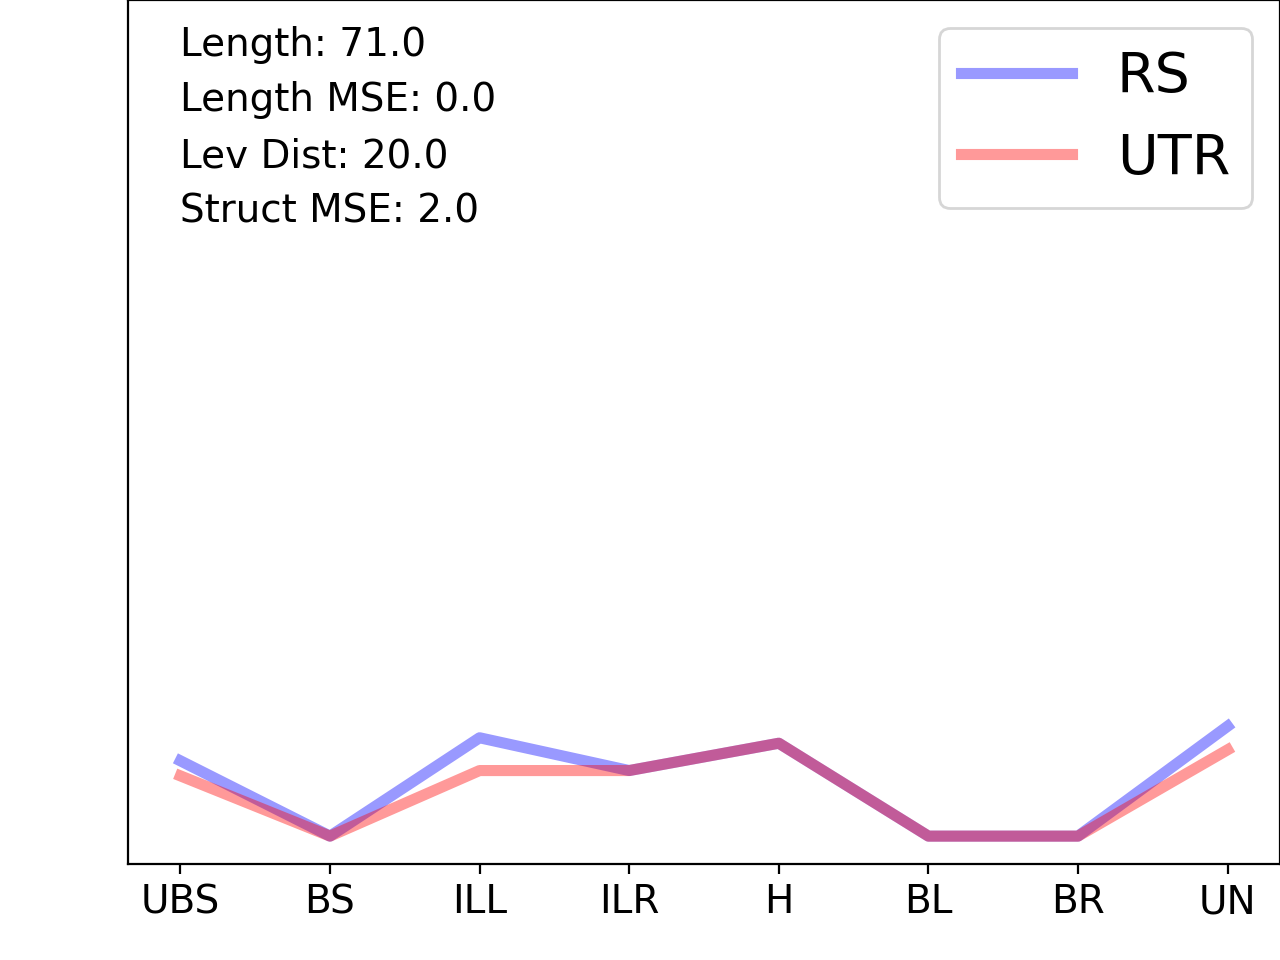 Length: 71.0
Length MSE: 0.0
Lev Dist: 20.0
Struct MSE: 2.0
RS
UTR
UBS BS ILL ILR H BL BR UN